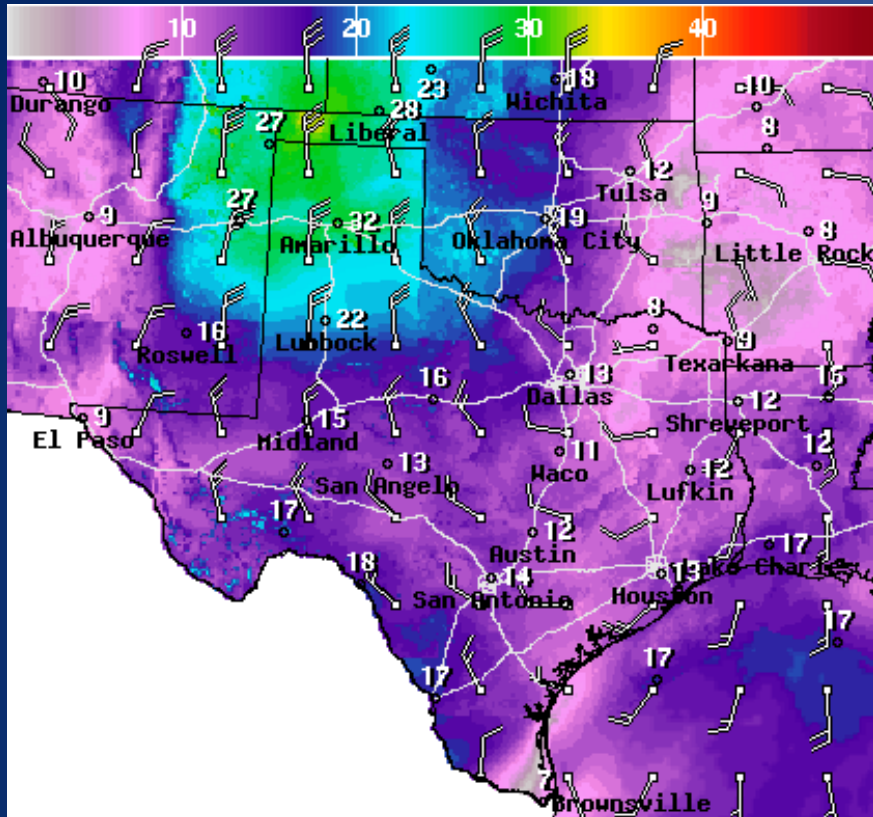 10 20 30 40
10 23 18 10
Durango Wichita
28
Liberal
27 8
12
Tulsa
27 32 19 9 8
9
Albuquerque Amarillo Oklahoma City Little Rock
16 22 8
Roswell Lubbock 9
Texarkana
13
16 Dallas 16
9 15 12
El Paso Midland Shreveport
11
13 Waco 12 12
San Angelo Lufkin
17 12 17
Austin
18 14 13 Lake Charles
San Antonio Houston
17 17 17
7
Brownsville